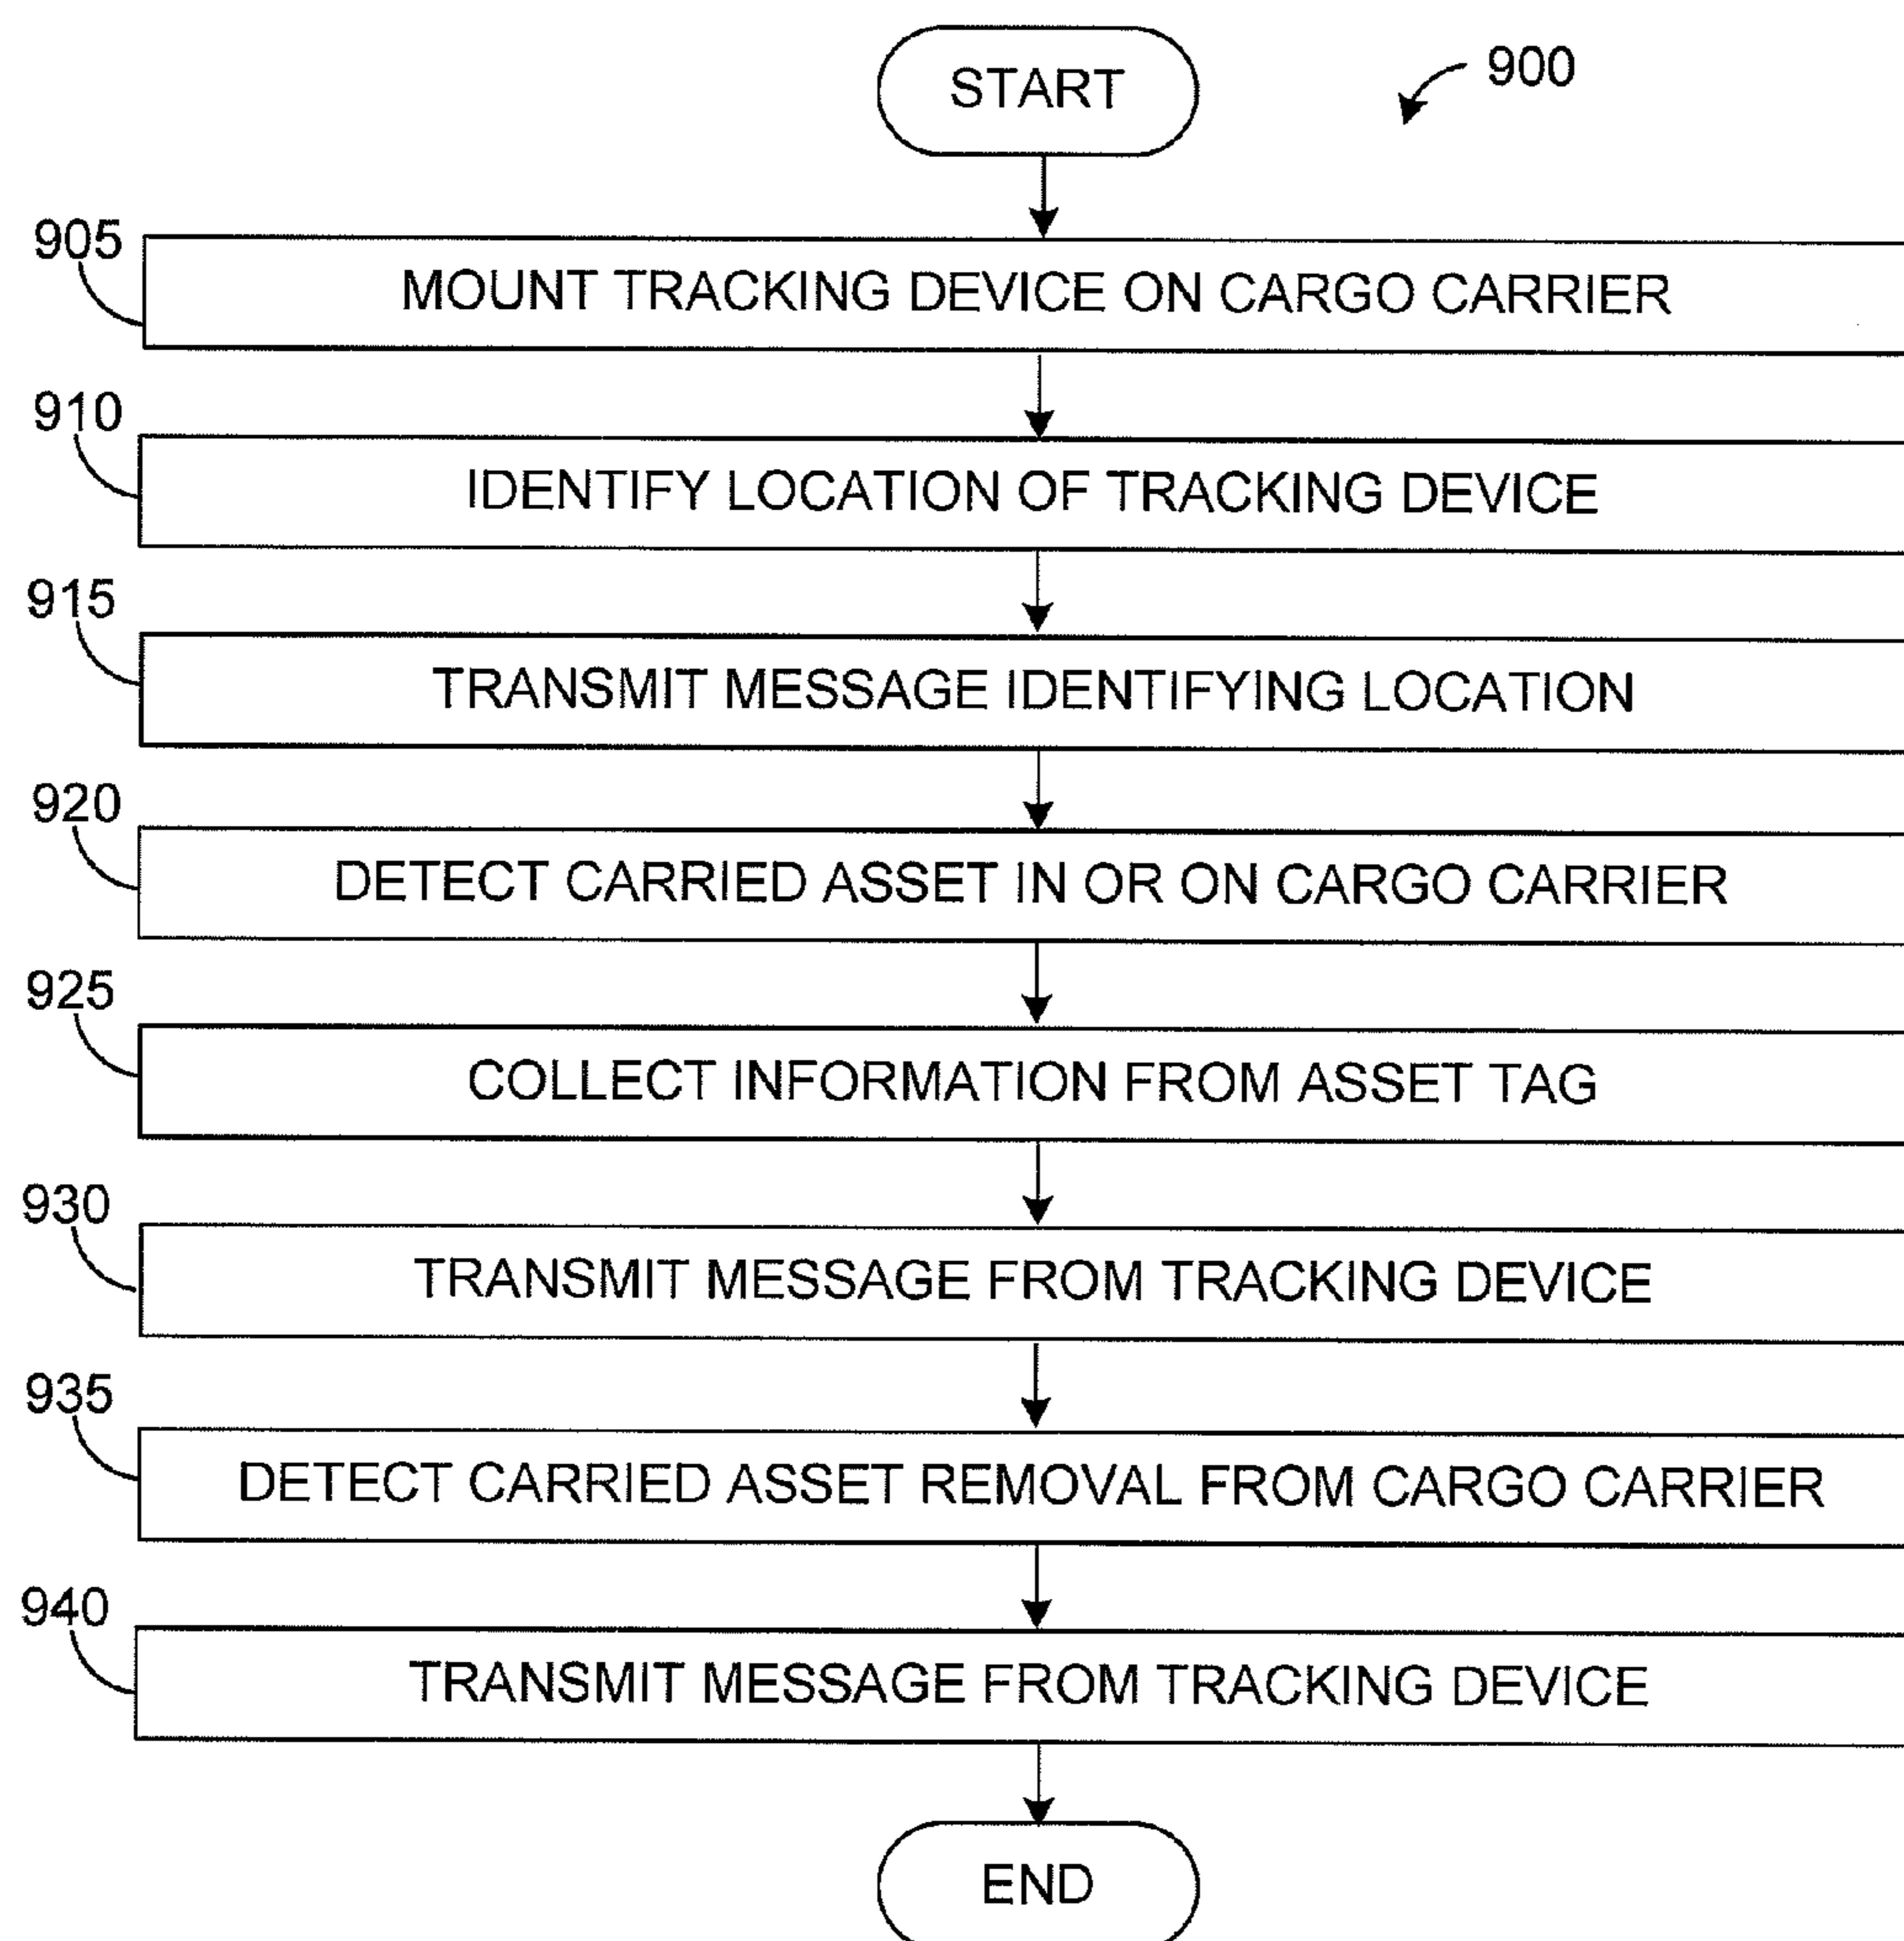 START
900
905
MOUNT TRACKING DEVICE ON CARGO CARRIER
910
IDENTIFY LOCATION OF TRACKING DEVICE
915
TRANSMIT MESSAGE IDENTIFYING LOCATION
920
DETECT CARRIED ASSET IN OR ON CARGO CARRIER
925
COLLECT INFORMATION FROM ASSET TAG
930
TRANSMIT MESSAGE FROM TRACKING DEVICE
935
DETECT CARRIED ASSET REMOVAL FROM CARGO CARRIER
940
TRANSMIT MESSAGE FROM TRACKING DEVICE
END